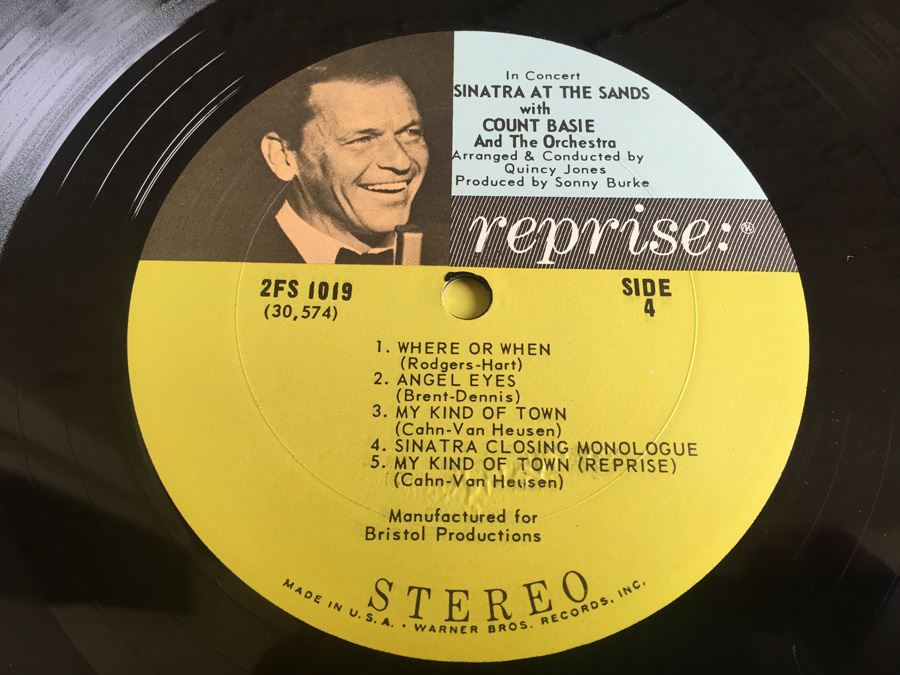 In Concert
SINATRA AT THE SANDS
with
COUNT BASIE
And The Orchestra
Arranged & Conducted by
Quincy Jones
Produced by Sonny Burke
reprise:®
2FS 1019
(30,574)
SIDE
4
1. WHERE OR WHEN
(Rodgers-Hart)
2. ANGEL EYES
(Brent-Dennis)
3. MY KIND OF TOWN
(Cahn-Van Heusen)
4. SINATRA CLOSING MONOLOGUE
5. MY KIND OF TOWN (REPRISE)
(Cahn-Van Heusen)
Manufactured for
Bristol Productions
STEREO
MADE IN U.S.A. • WARNER BROS. RECORDS, INC.